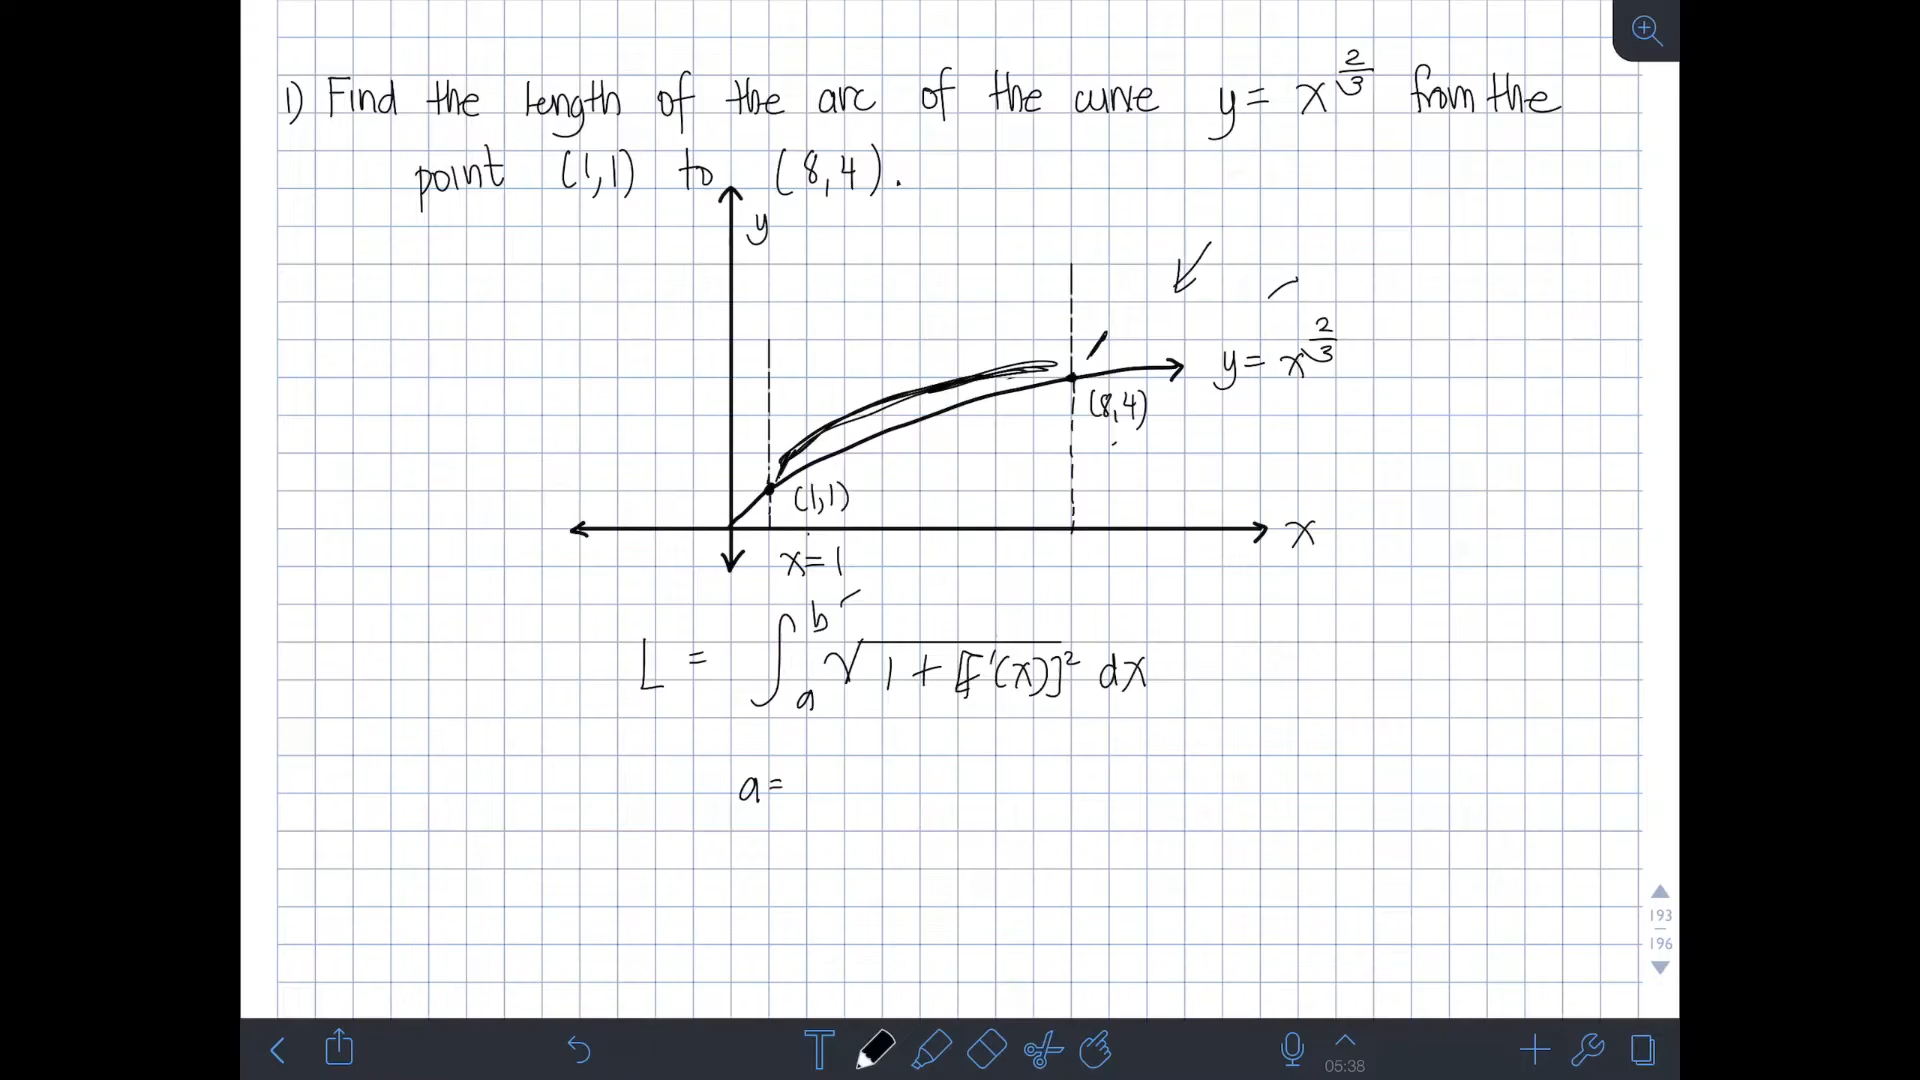 1) Find the length of the arc of the curve y = x^(2/3) from the
point (1,1) to (8,4).
y
y = x^(2/3)
(8,4)
(1,1)
x
x = 1
L = ∫_a^b √(1 + [f'(x)]²) dx
a =
193
196
T
05:38